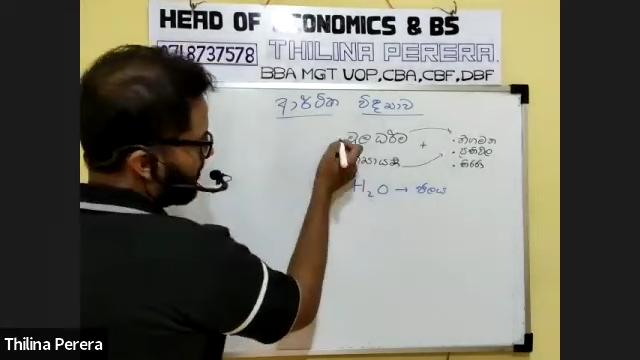 HEAD OF ECONOMICS & BS
0718737578 THILINA PERERA.
BBA MGT UOP,CBA,CBF,DBF
ආර්ථික විද්‍යාව
මූල ධර්ම +
H₂O → ජලය
Thilina Perera